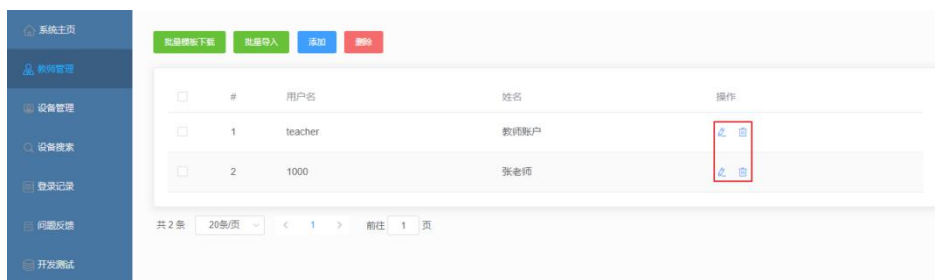 系统主页
教师管理
设备管理
设备搜索
登录记录
问题反馈
开发测试
批量模板下载 批量导入 添加 删除
# 用户名 姓名 操作
1 teacher 教师账户
2 1000 张老师
共 2 条 20条/页 < 1 > 前往 1 页